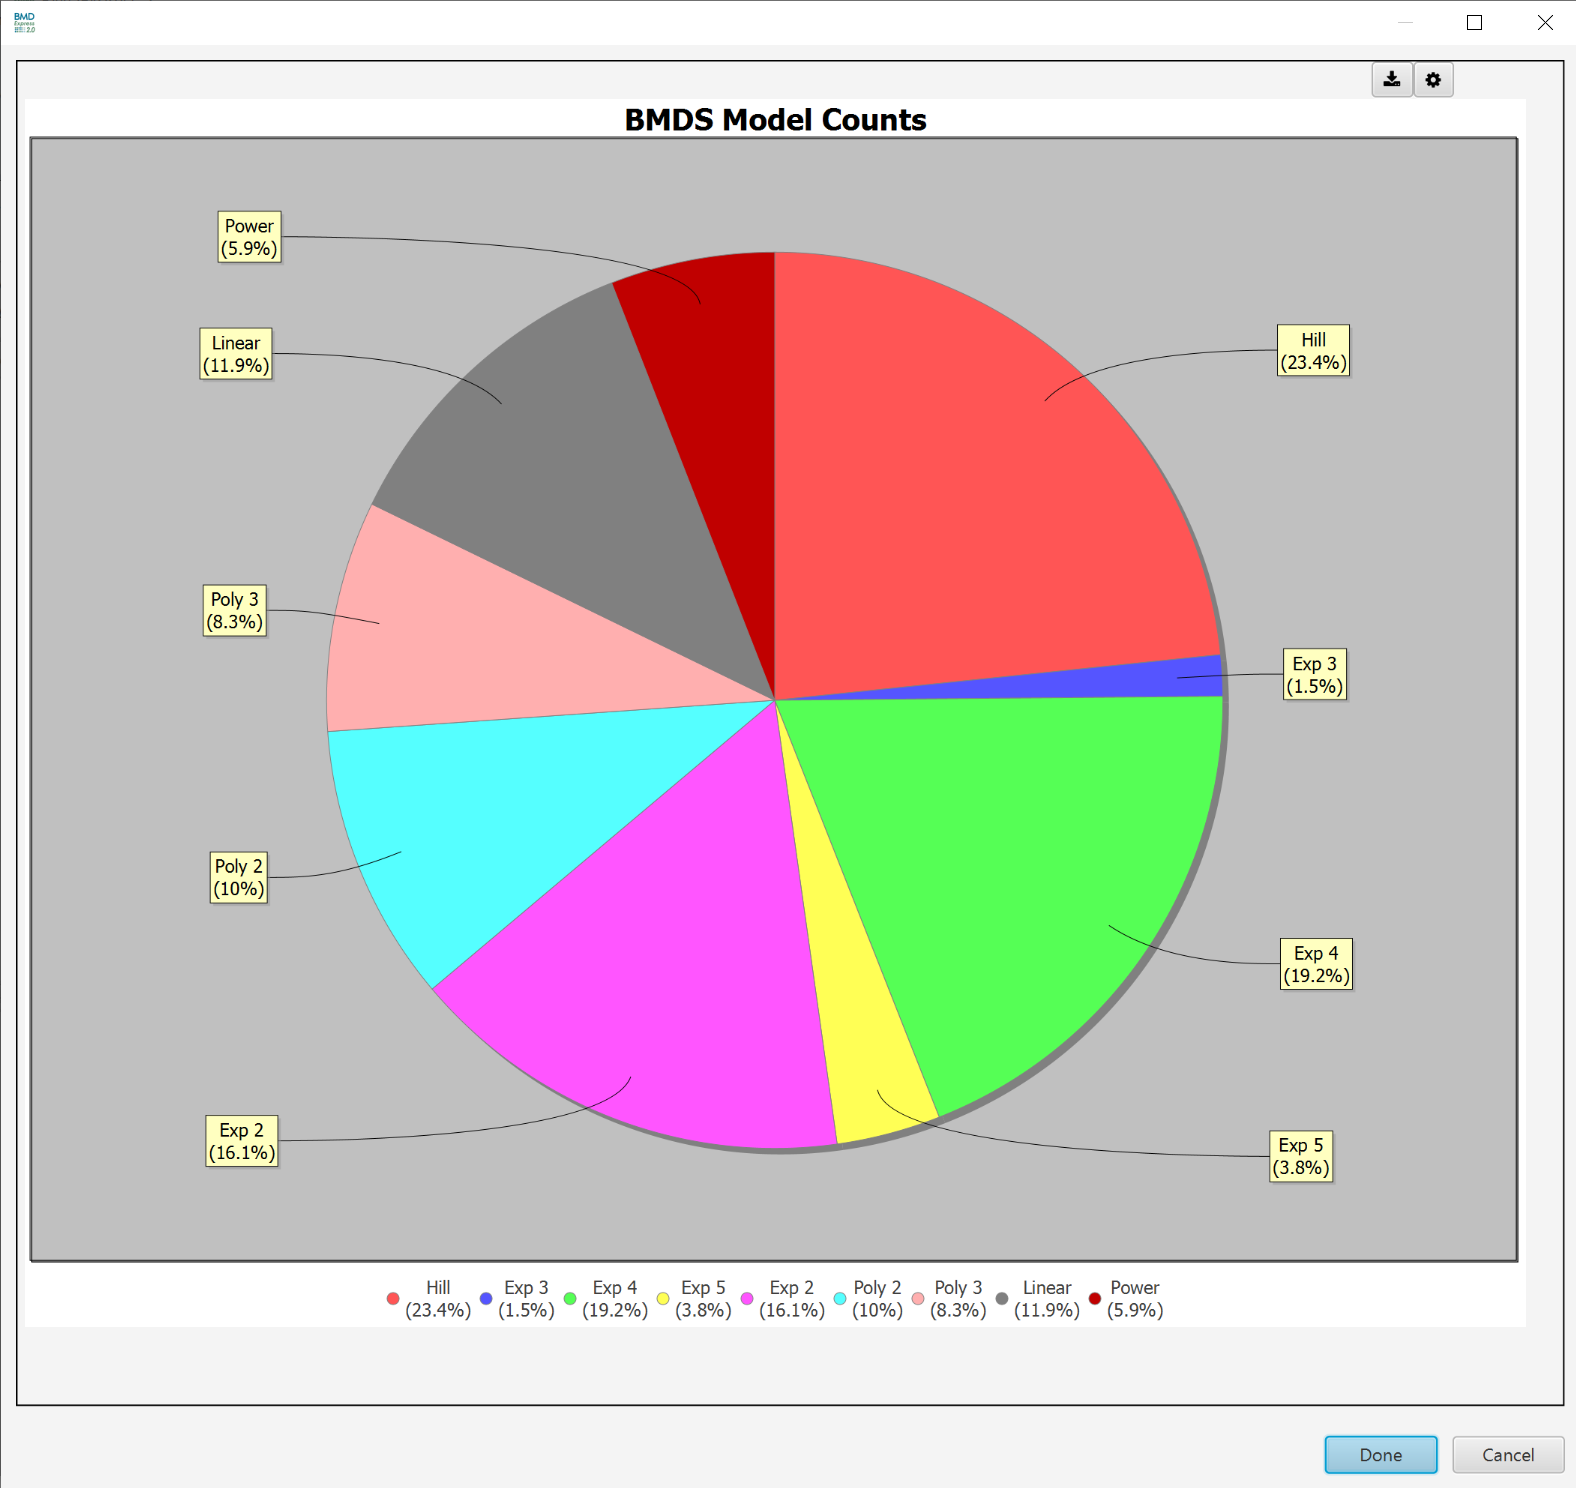 BMD
Express
2.0
BMDS Model Counts
Power
(5.9%)
Linear
(11.9%)
Hill
(23.4%)
Poly 3
(8.3%)
Exp 3
(1.5%)
Poly 2
(10%)
Exp 4
(19.2%)
Exp 2
(16.1%)
Exp 5
(3.8%)
Hill Exp 3 Exp 4 Exp 5 Exp 2 Poly 2 Poly 3 Linear Power
(23.4%) (1.5%) (19.2%) (3.8%) (16.1%) (10%) (8.3%) (11.9%) (5.9%)
Done Cancel